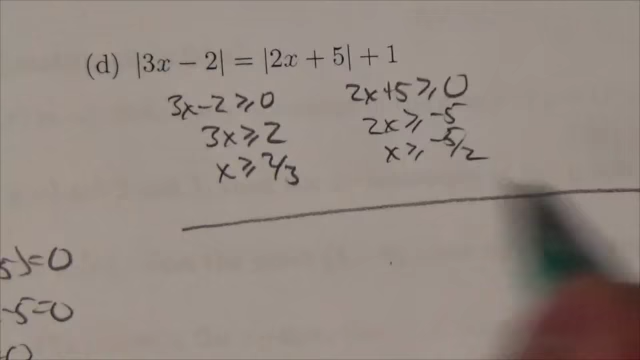 (d) |3x − 2| = |2x + 5| + 1
3x-2≥0
3x≥2
x≥2/3
2x+5≥0
2x≥-5
x≥-5/2
5)=0
-5=0
=0